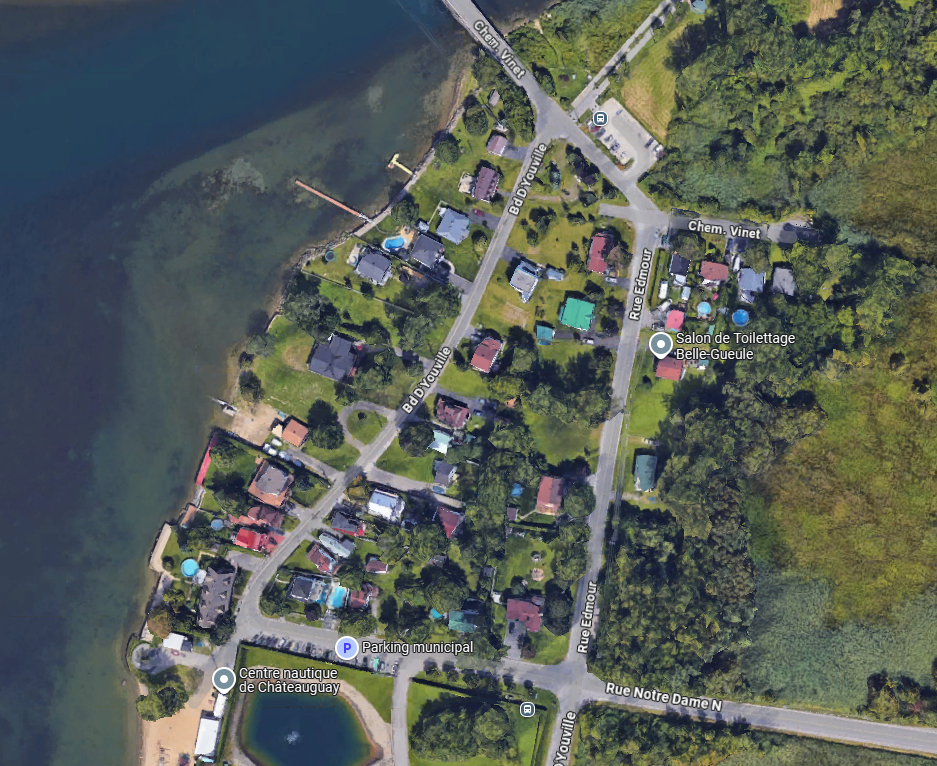 Chem. Vinet
Bd D'Youville
Chem. Vinet
Rue Edmour
Salon de Toilettage
Belle-Gueule
Bd D'Youville
Rue Edmour
P
Parking municipal
Centre nautique
de Châteauguay
Rue Notre Dame N
D'Youville